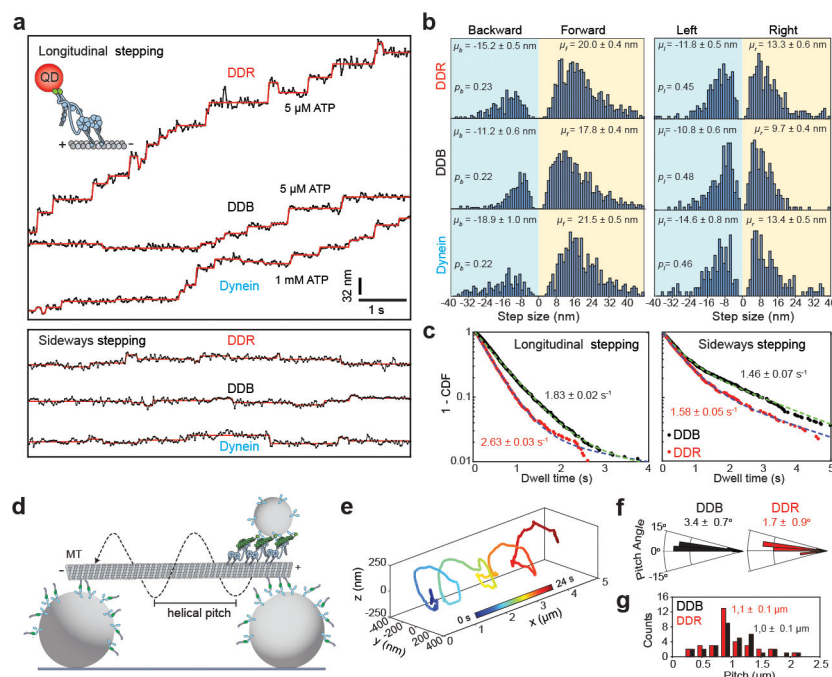 a
Longitudinal stepping
QD
DDR
5 µM ATP
+
-
5 µM ATP
DDB
1 mM ATP
Dynein
32 nm
1 s
Sideways stepping
DDR
DDB
Dynein
b
Backward Forward
Left Right
DDR
µb = -15.2 ± 0.5 nm
µf = 20.0 ± 0.4 nm
pb = 0.23
µl = -11.8 ± 0.5 nm
µr = 13.3 ± 0.6 nm
pl = 0.45
DDB
µb = -11.2 ± 0.6 nm
µf = 17.8 ± 0.4 nm
pb = 0.22
µl = -10.8 ± 0.6 nm
µr = 9.7 ± 0.4 nm
pl = 0.48
Dynein
µb = -18.9 ± 1.0 nm
µf = 21.5 ± 0.5 nm
pb = 0.22
µl = -14.6 ± 0.8 nm
µr = 13.4 ± 0.5 nm
pl = 0.46
-40 -32 -24 -16 -8 0 8 16 24 32 40
Step size (nm)
-40 -32 -24 -16 -8 0 8 16 24 32 40
Step size (nm)
c
Longitudinal stepping
1 - CDF
1
0.1
0.01
1.83 ± 0.02 s-1
2.63 ± 0.03 s-1
0 1 2 3 4
Dwell time (s)
Sideways stepping
1.46 ± 0.07 s-1
1.58 ± 0.05 s-1
DDB
DDR
0 1 2 3 4 5
Dwell time (s)
d
MT
-
+
helical pitch
e
z (nm)
250
0
-250
-400
-200
0
200
400
y (nm)
0 s
24 s
0 1 2 3 4 5
x (µm)
f
Pitch Angle
15º
0º
-15º
DDB
3.4 ± 0.7º
DDR
1.7 ± 0.9º
g
Counts
16
12
8
4
0
DDB
DDR
1,1 ± 0.1 µm
1,0 ± 0.1 µm
0 0.5 1 1.5 2 2.5
Pitch (µm)